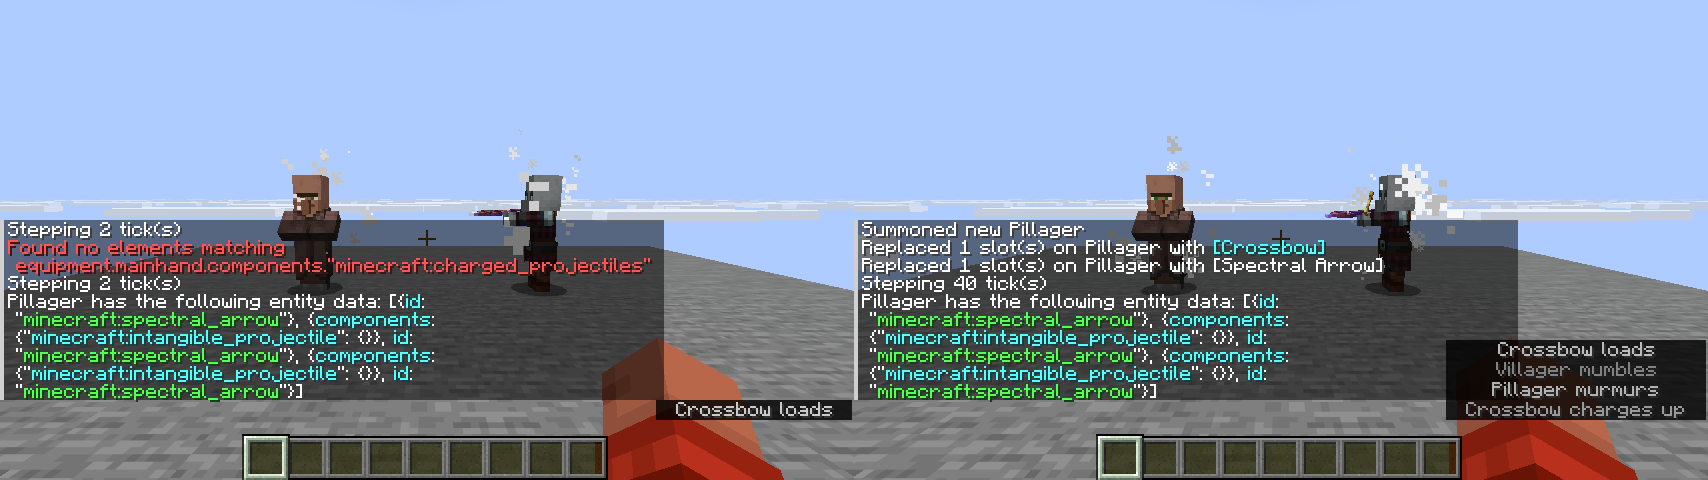 Stepping 2 tick(s)
Found no elements matching
equipment.mainhand.components."minecraft:charged_projectiles"
Stepping 2 tick(s)
Pillager has the following entity data: [{id:
"minecraft:spectral_arrow"}, {components:
{"minecraft:intangible_projectile": {}}, id:
"minecraft:spectral_arrow"}, {components:
{"minecraft:intangible_projectile": {}}, id:
"minecraft:spectral_arrow"}]
Crossbow loads
Summoned new Pillager
Replaced 1 slot(s) on Pillager with [Crossbow]
Replaced 1 slot(s) on Pillager with [Spectral Arrow]
Stepping 40 tick(s)
Pillager has the following entity data: [{id:
"minecraft:spectral_arrow"}, {components:
{"minecraft:intangible_projectile": {}}, id:
"minecraft:spectral_arrow"}, {components:
{"minecraft:intangible_projectile": {}}, id:
"minecraft:spectral_arrow"}]
Crossbow loads
Villager mumbles
Pillager murmurs
Crossbow charges up